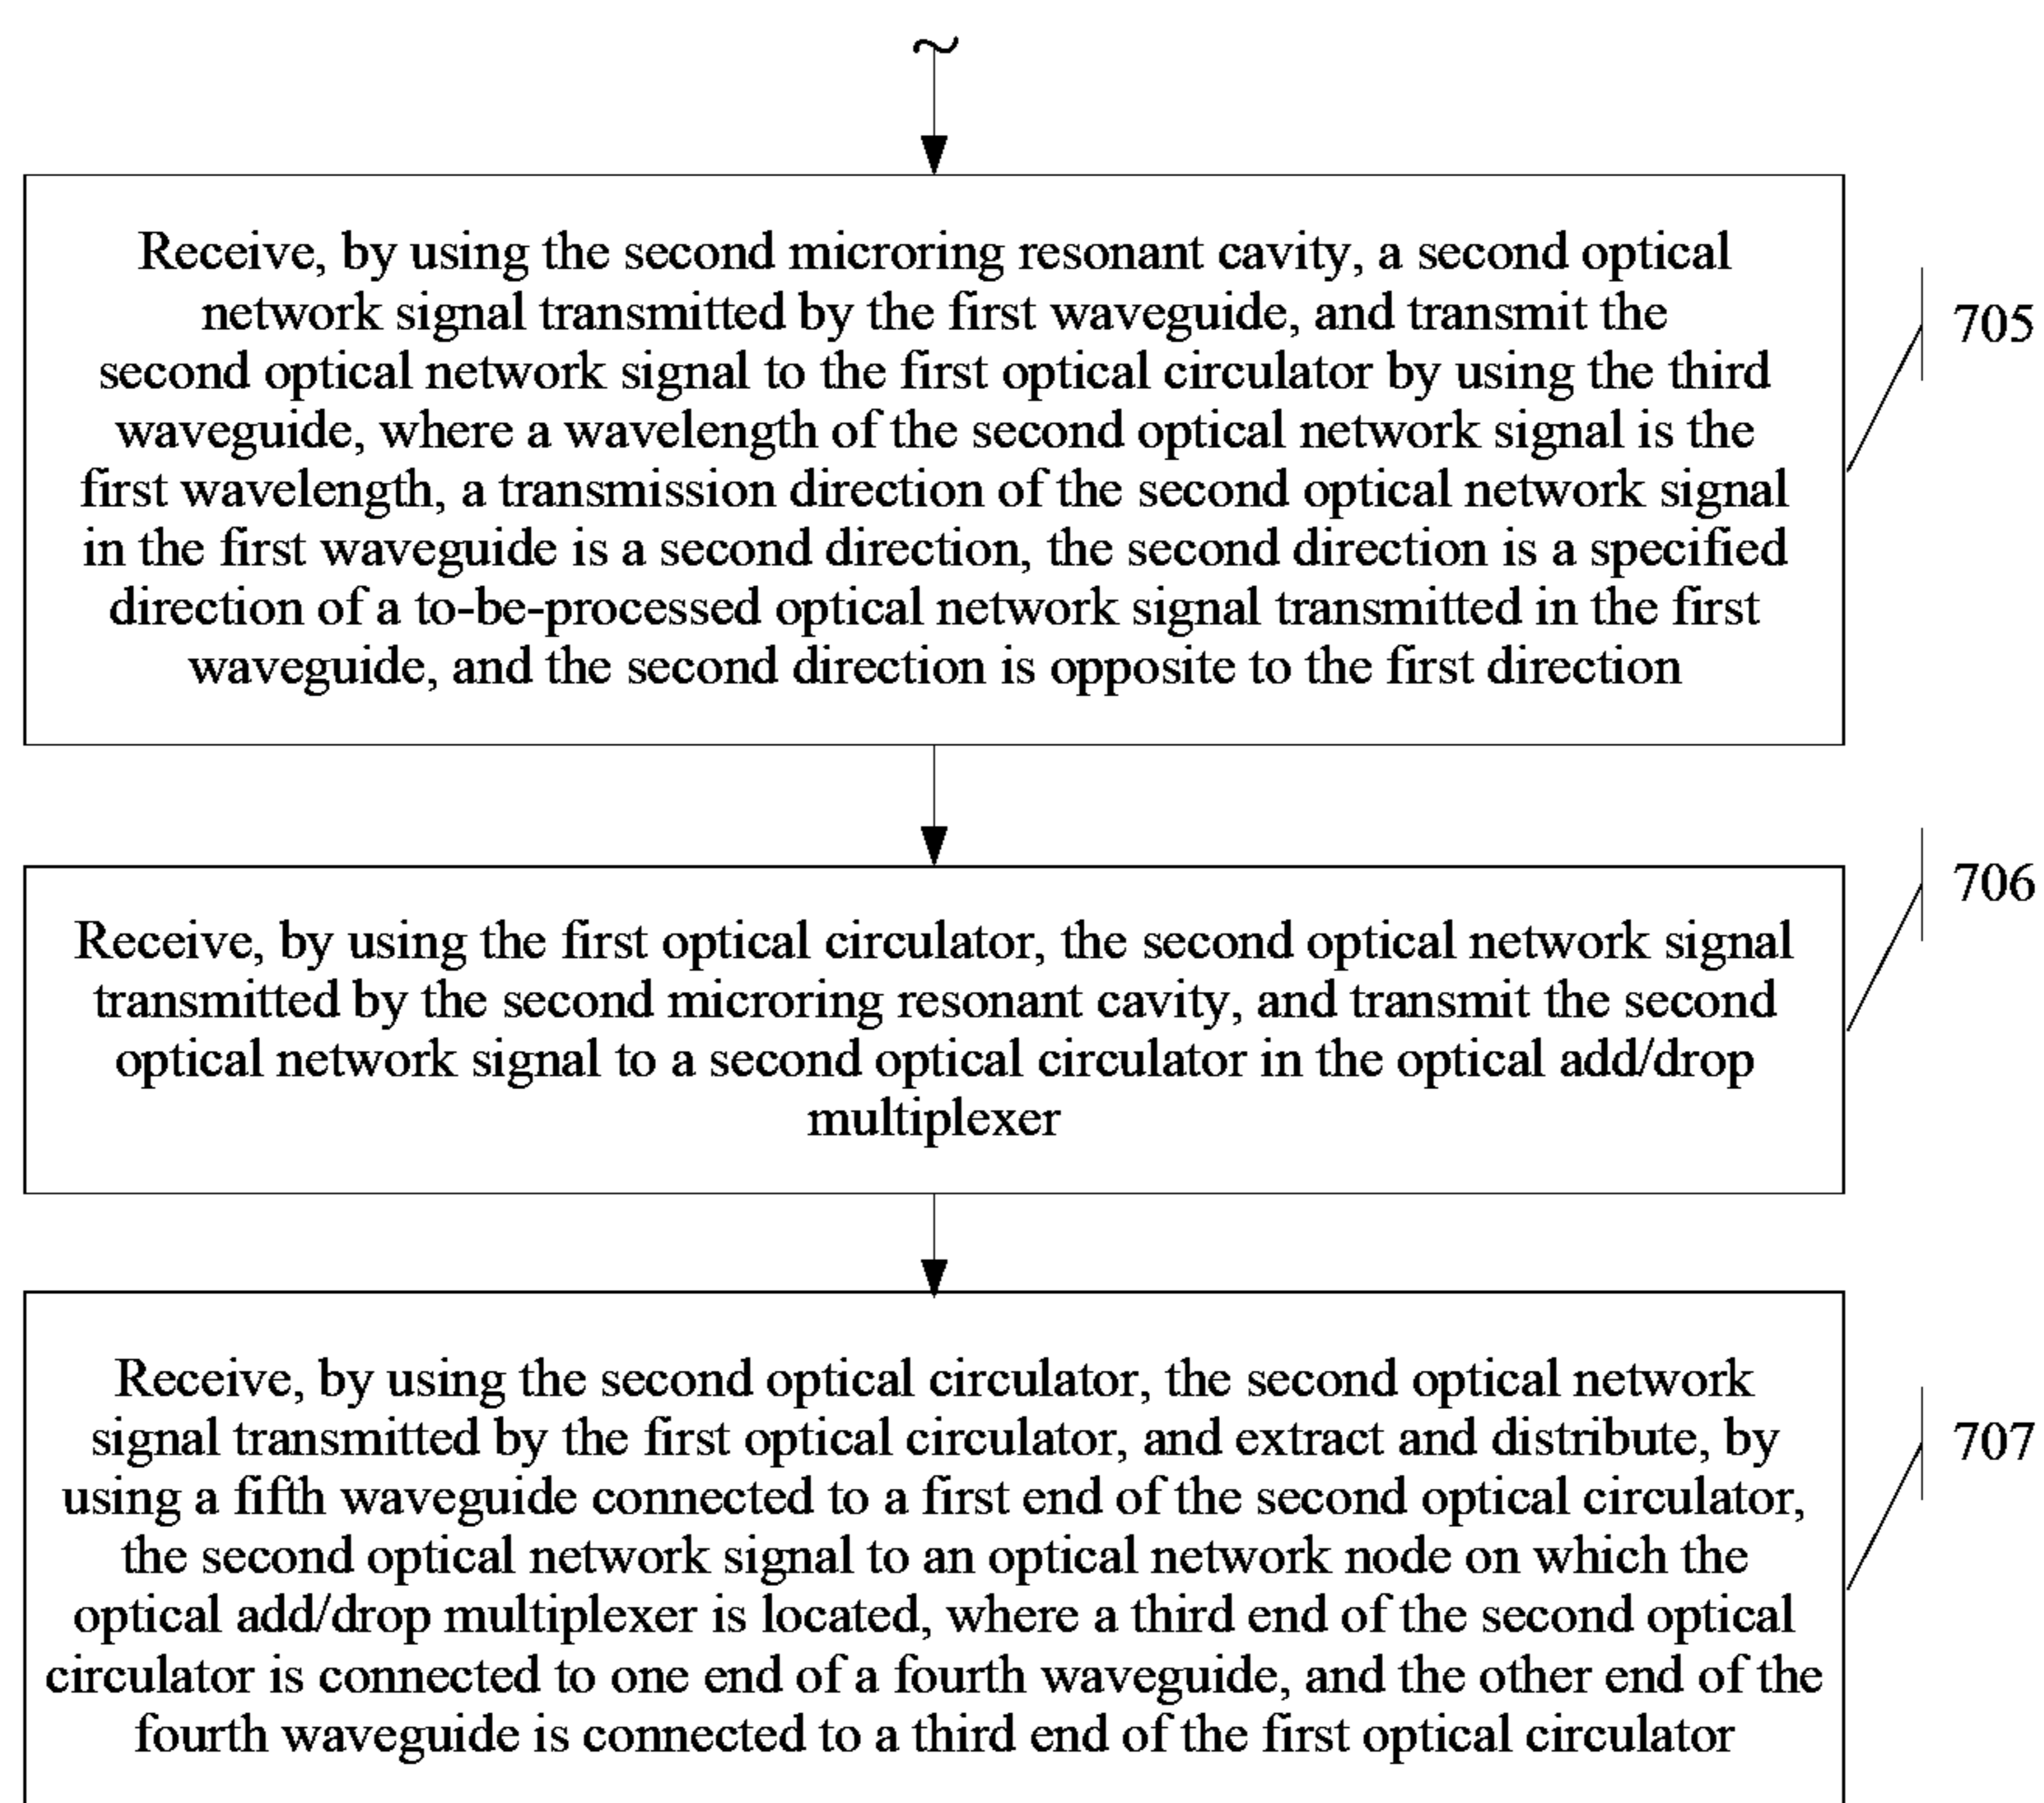 ~
Receive, by using the second microring resonant cavity, a second optical
network signal transmitted by the first waveguide, and transmit the
second optical network signal to the first optical circulator by using the third
waveguide, where a wavelength of the second optical network signal is the
first wavelength, a transmission direction of the second optical network signal
in the first waveguide is a second direction, the second direction is a specified
direction of a to-be-processed optical network signal transmitted in the first
waveguide, and the second direction is opposite to the first direction
705
Receive, by using the first optical circulator, the second optical network signal
transmitted by the second microring resonant cavity, and transmit the second
optical network signal to a second optical circulator in the optical add/drop
multiplexer
706
Receive, by using the second optical circulator, the second optical network
signal transmitted by the first optical circulator, and extract and distribute, by
using a fifth waveguide connected to a first end of the second optical circulator,
the second optical network signal to an optical network node on which the
optical add/drop multiplexer is located, where a third end of the second optical
circulator is connected to one end of a fourth waveguide, and the other end of the
fourth waveguide is connected to a third end of the first optical circulator
707